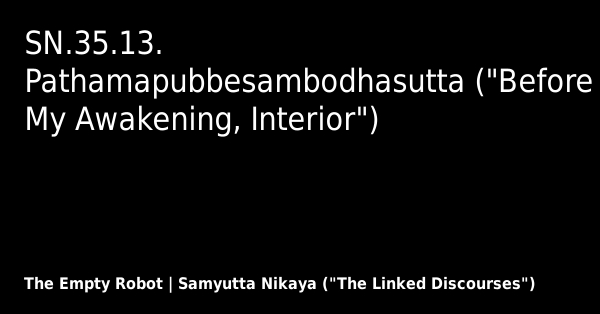 SN.35.13.
Pathamapubbesambodhasutta ("Before
My Awakening, Interior")
The Empty Robot | Samyutta Nikaya ("The Linked Discourses")